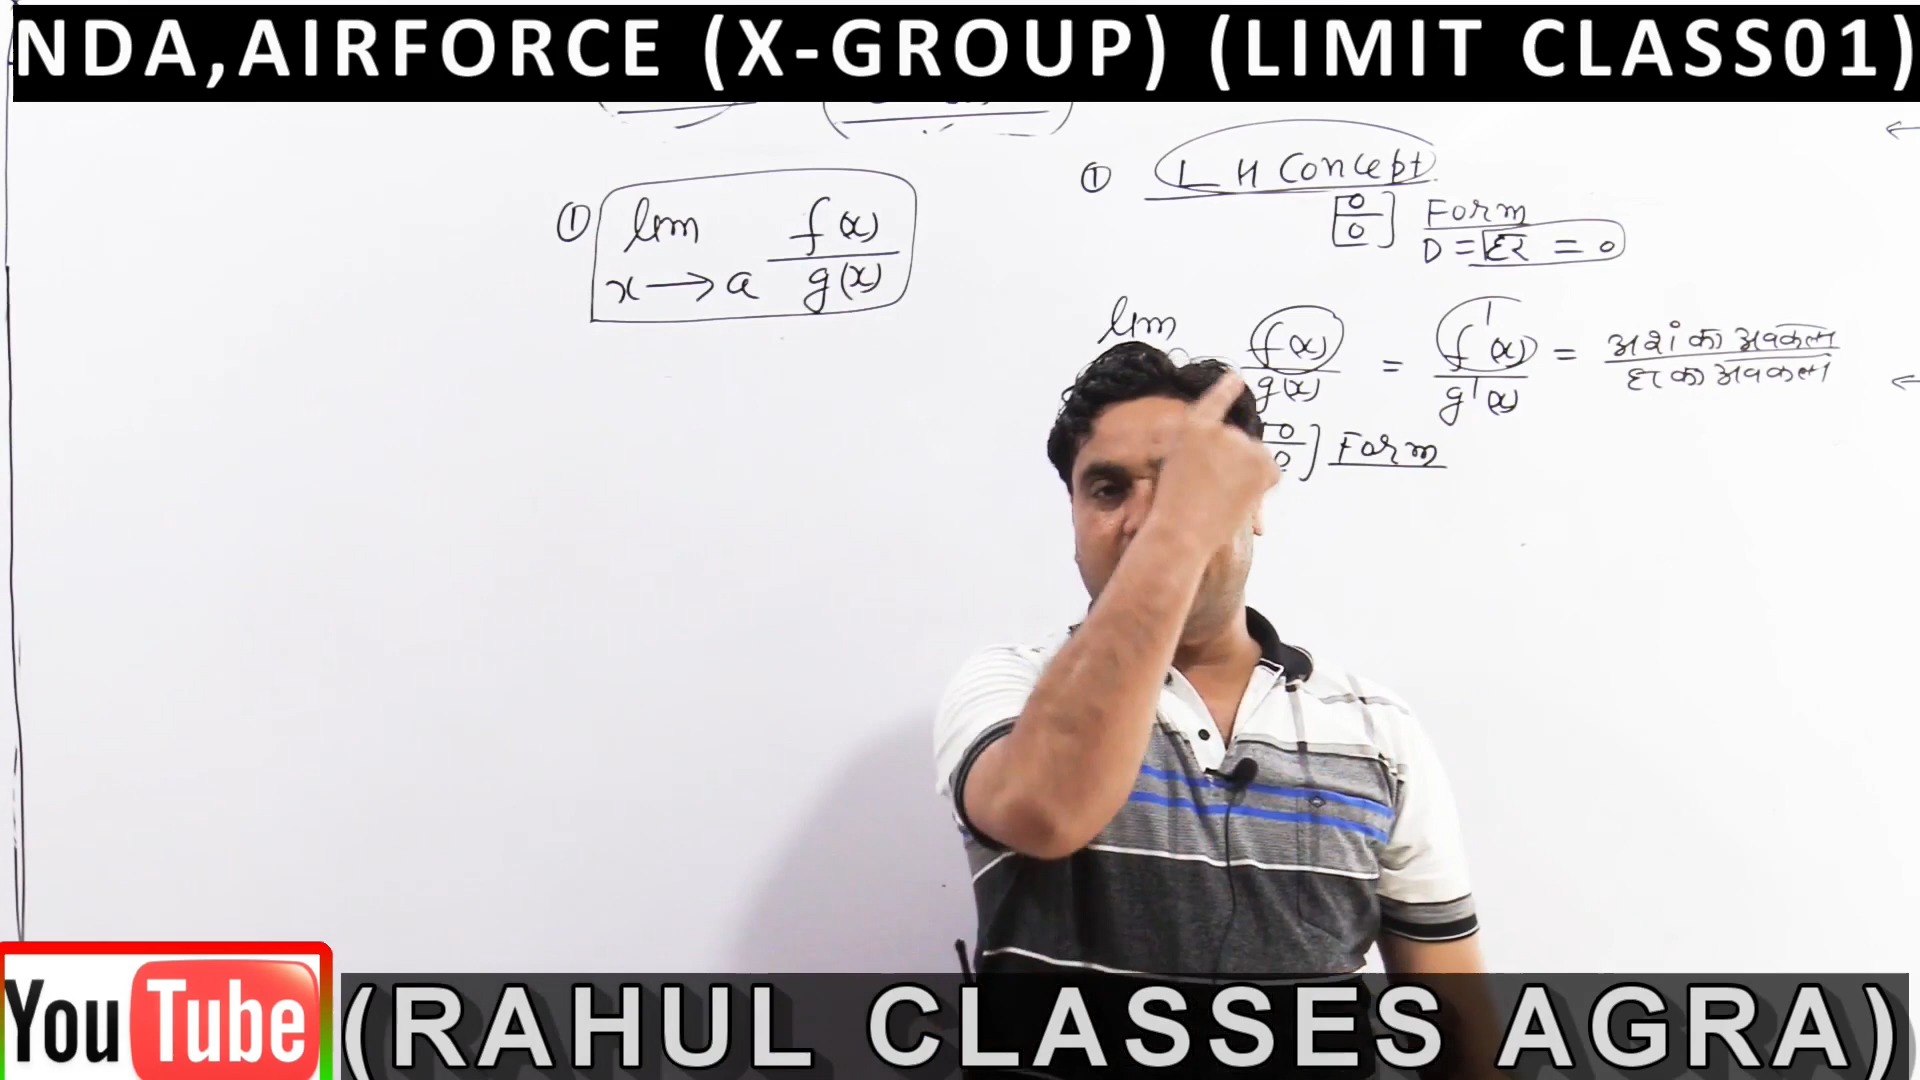 NDA,AIRFORCE (X-GROUP) (LIMIT CLASS01)
① lim f(x)
x→a g(x)
① L H Concept
[0/0] Form
D = हर = 0
lim f(x)/g(x) = f'(x)/g'(x) = अशं का अवकलन / हर का अवकलन
0/0] Form
YouTube
(RAHUL CLASSES AGRA)